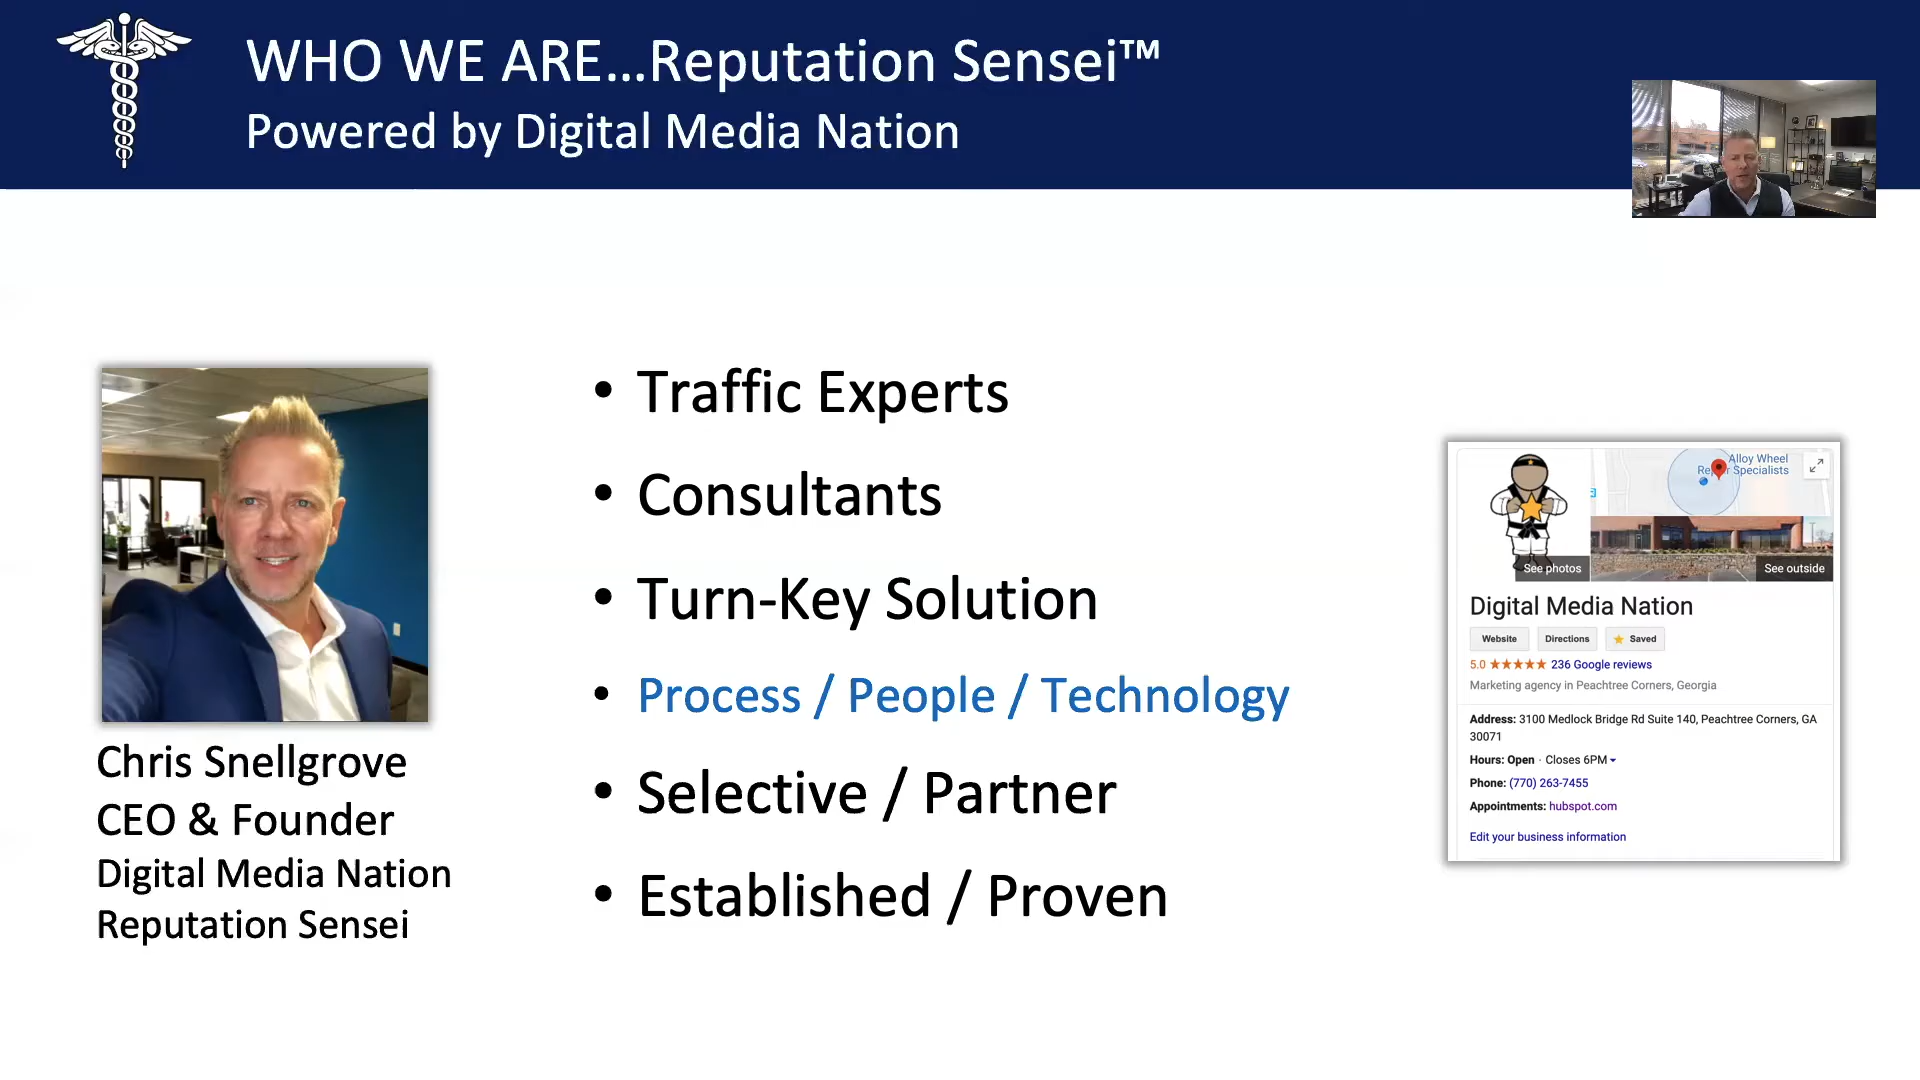 WHO WE ARE...Reputation Sensei™
Powered by Digital Media Nation
Chris Snellgrove
CEO & Founder
Digital Media Nation
Reputation Sensei
• Traffic Experts
• Consultants
• Turn-Key Solution
• Process / People / Technology
• Selective / Partner
• Established / Proven
Alloy Wheel
Specialists
See photos
See outside
Digital Media Nation
Website
Directions
Saved
5.0 ★★★★★ 236 Google reviews
Marketing agency in Peachtree Corners, Georgia
Address: 3100 Medlock Bridge Rd Suite 140, Peachtree Corners, GA
30071
Hours: Open · Closes 6PM
Phone: (770) 263-7455
Appointments: hubspot.com
Edit your business information